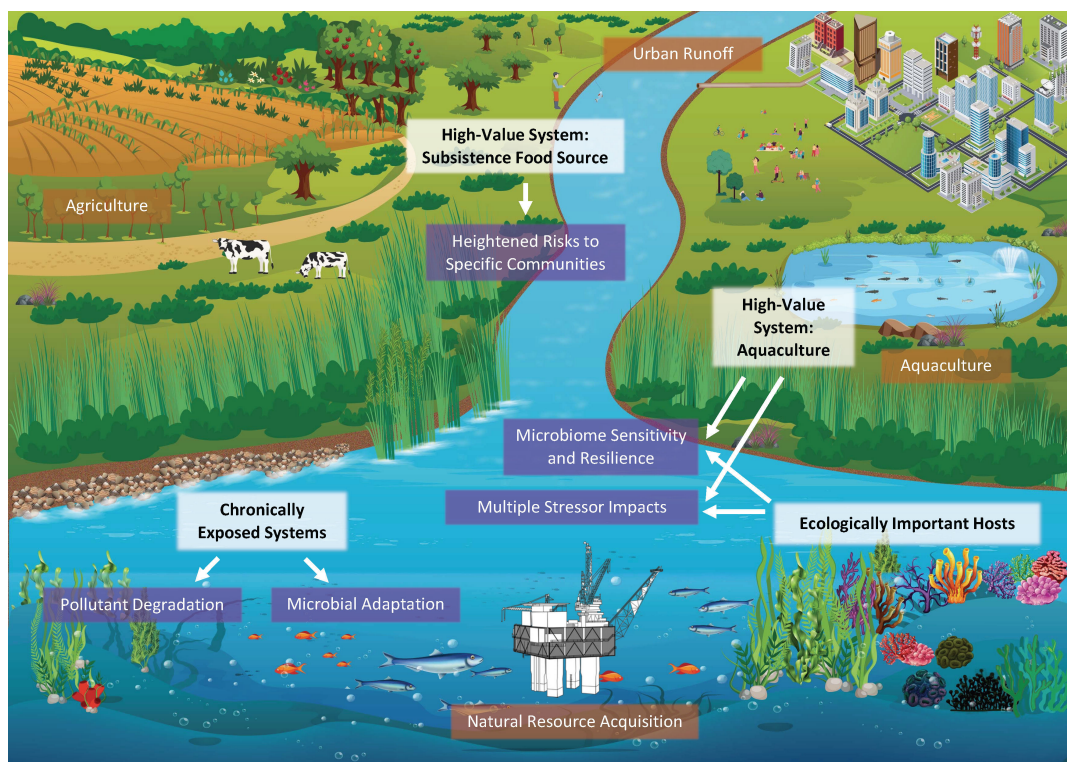 Urban Runoff
High-Value System:
Subsistence Food Source
Agriculture
Heightened Risks to
Specific Communities
High-Value
System:
Aquaculture
Aquaculture
Microbiome Sensitivity
and Resilience
Multiple Stressor Impacts
Chronically
Exposed Systems
Ecologically Important Hosts
Pollutant Degradation
Microbial Adaptation
Natural Resource Acquisition